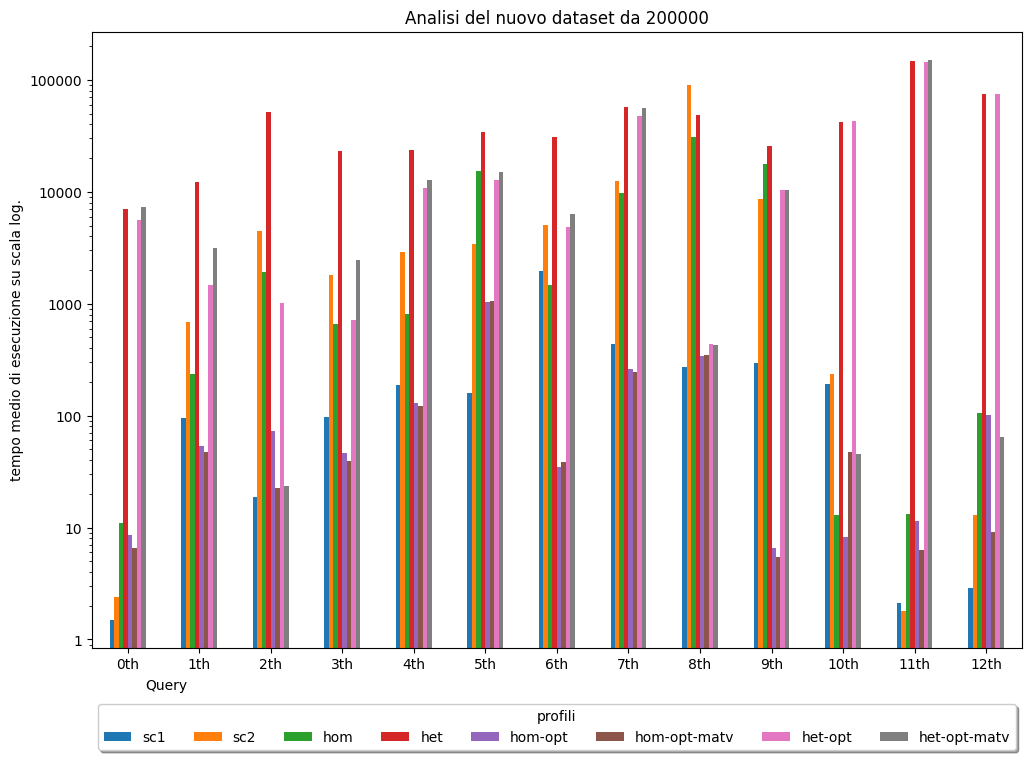 Analisi del nuovo dataset da 200000
tempo medio di esecuzione su scala log.
100000
10000
1000
100
10
1
0th 1th 2th 3th 4th 5th 6th 7th 8th 9th 10th 11th 12th
Query
profili
sc1 sc2 hom het hom-opt hom-opt-matv het-opt het-opt-matv